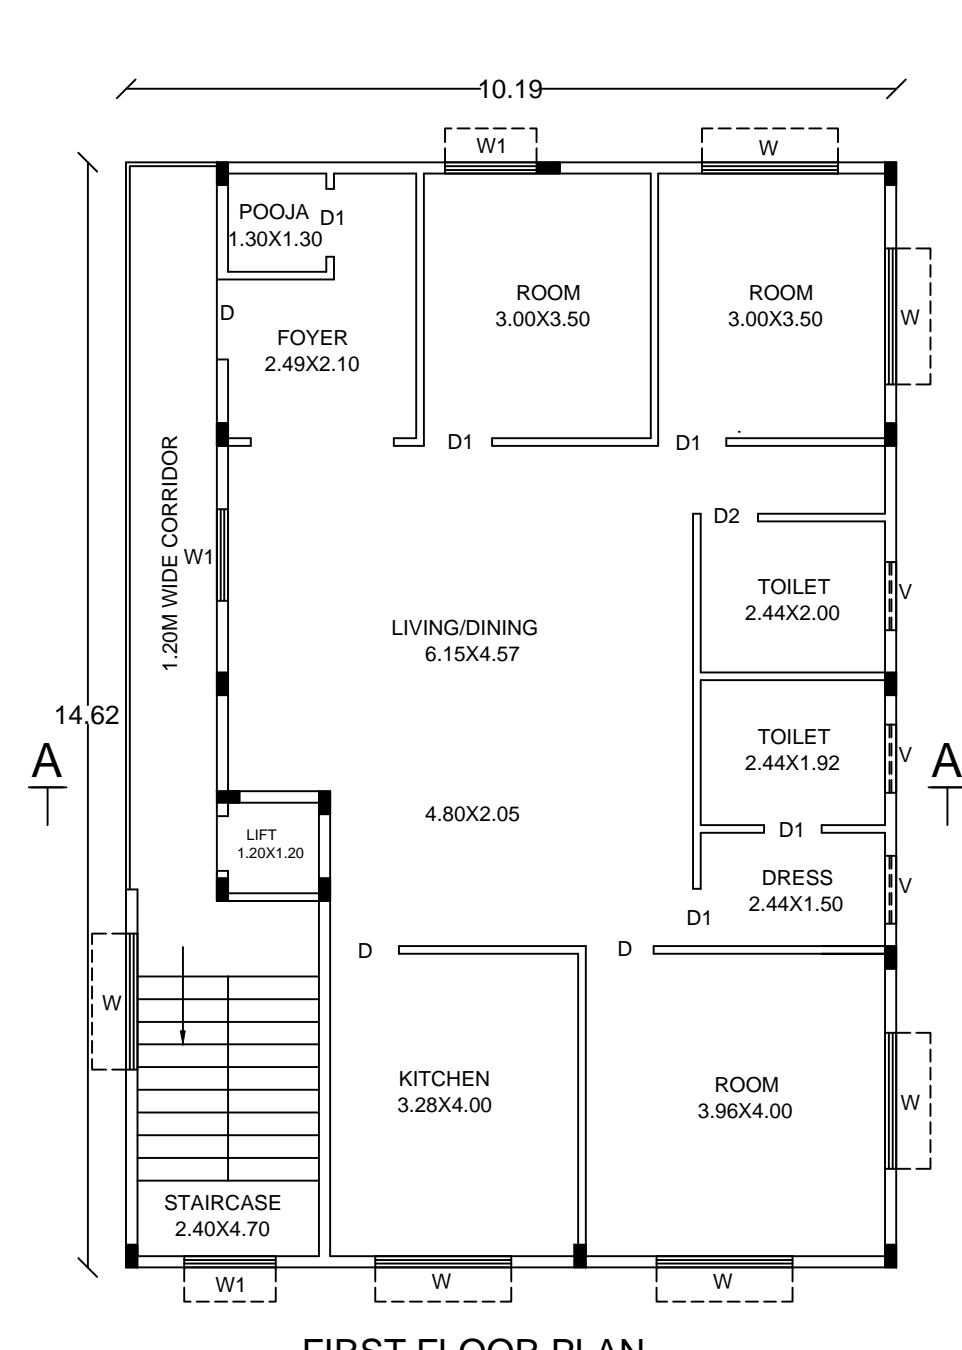 10.19
W1
W
POOJA
1.30X1.30
D1
ROOM
3.00X3.50
ROOM
3.00X3.50
D
W
FOYER
2.49X2.10
D1
D1
1.20M WIDE CORRIDOR
W1
D2
TOILET
2.44X2.00
V
LIVING/DINING
6.15X4.57
14.62
A
TOILET
2.44X1.92
V
A
4.80X2.05
LIFT
1.20X1.20
D1
DRESS
2.44X1.50
V
D1
D
D
W
KITCHEN
3.28X4.00
ROOM
3.96X4.00
W
STAIRCASE
2.40X4.70
W1
W
W
FIRST FLOOR PLAN